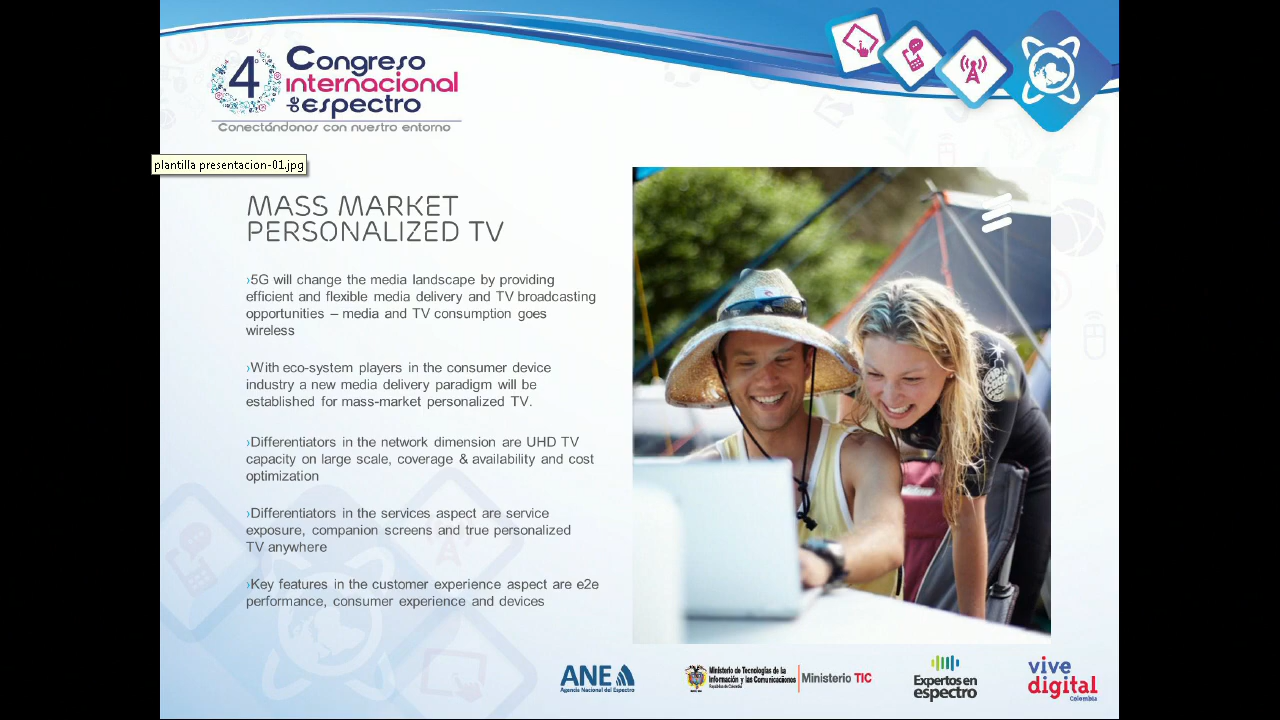 4
Congreso
internacional
de espectro
Conectándonos con nuestro entorno
plantilla presentacion-01.jpg
MASS MARKET
PERSONALIZED TV
›5G will change the media landscape by providing
efficient and flexible media delivery and TV broadcasting
opportunities – media and TV consumption goes
wireless
›With eco-system players in the consumer device
industry a new media delivery paradigm will be
established for mass-market personalized TV.
›Differentiators in the network dimension are UHD TV
capacity on large scale, coverage & availability and cost
optimization
›Differentiators in the services aspect are service
exposure, companion screens and true personalized
TV anywhere
›Key features in the customer experience aspect are e2e
performance, consumer experience and devices
ANE
Agencia Nacional del Espectro
Ministerio de Tecnologías de la
Información y las Comunicaciones
República de Colombia
Ministerio TIC
Expertos en
espectro
vive
digital
Colombia